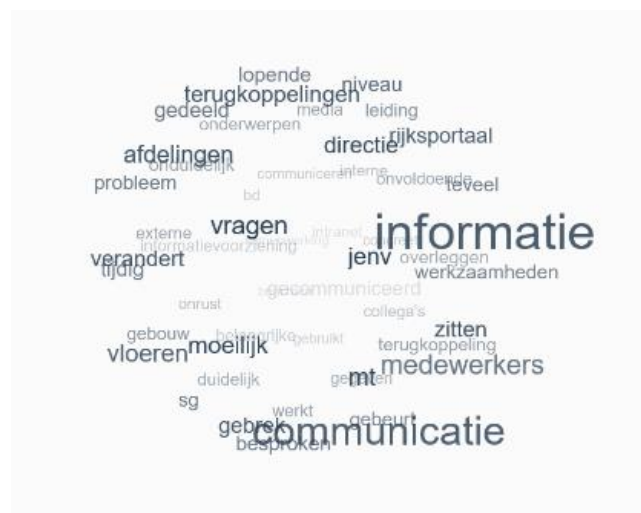 lopende
niveau
terugkoppelingen
gedeeld
media
leiding
onderwerpen
rijksportaal
directie
afdelingen
onduidelijk
interne
communiceren
onvoldoende
probleem
teveel
bd
vragen
externe
intranet
informatie
informatievoorziening
verandert
jenv
overleggen
tijdig
werkzaamheden
gecommuniceerd
onrust
collega's
zitten
gebouw
belangrijke
gebruikt
terugkoppeling
moeilijk
vloeren
medewerkers
duidelijk
mt
sg
werkt
gebeurt
gebrek
communicatie
besproken